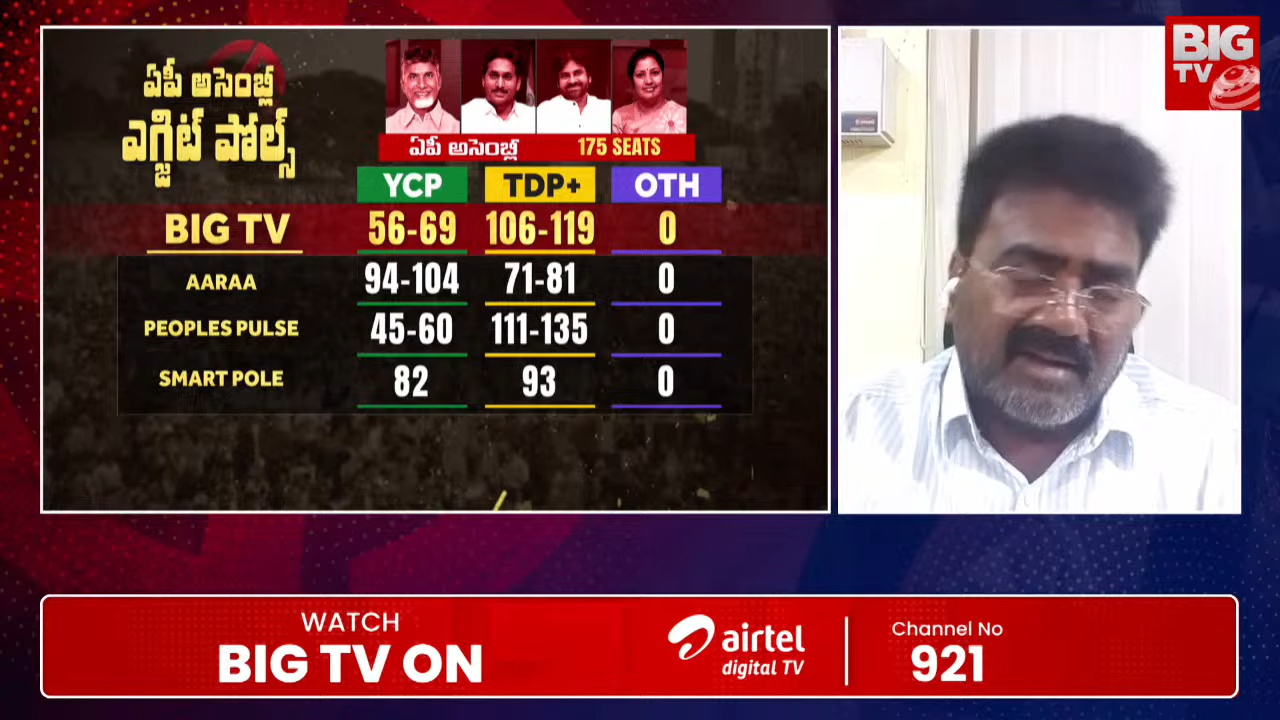 BIG
TV
ఏపీ అసెంబ్లీ
ఎగ్జిట్ పోల్స్
ఏపీ అసెంబ్లీ 175 SEATS
YCP TDP+ OTH
BIG TV 56-69 106-119 0
AARAA 94-104 71-81 0
PEOPLES PULSE 45-60 111-135 0
SMART POLE 82 93 0
WATCH
BIG TV ON
airtel
digital TV
Channel No
921